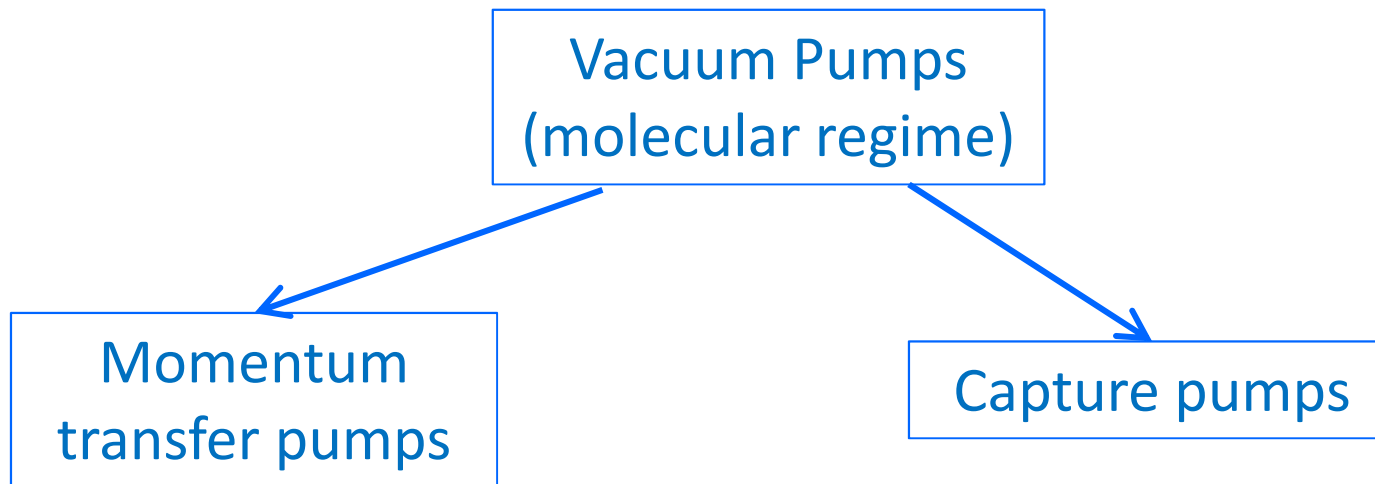 Vacuum Pumps
(molecular regime)
Momentum
transfer pumps
Capture pumps